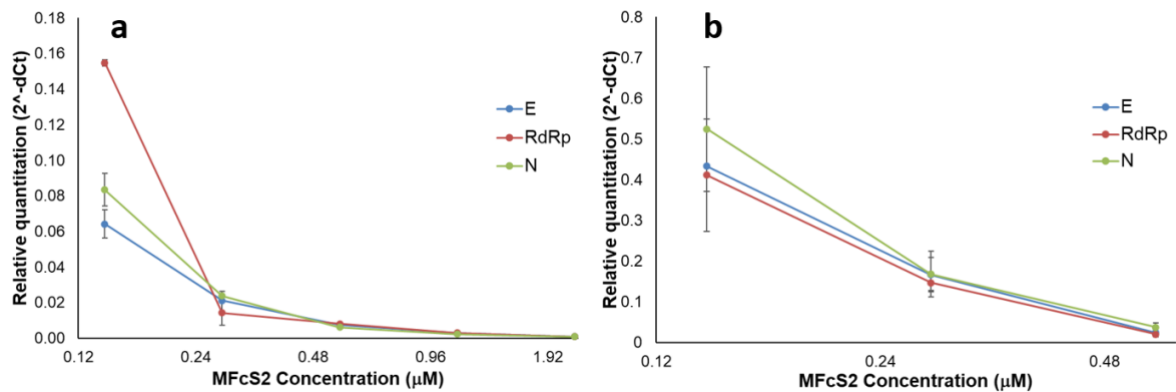 a
Relative quantitation (2^-dCt)
0.18
0.16
0.14
0.12
0.10
0.08
0.06
0.04
0.02
0.00
E
RdRp
N
0.12 0.24 0.48 0.96 1.92
MFcS2 Concentration (µM)
b
Relative quantitation (2^-dCt)
0.8
0.7
0.6
0.5
0.4
0.3
0.2
0.1
0
E
RdRp
N
0.12 0.24 0.48
MFcS2 Concentration (µM)